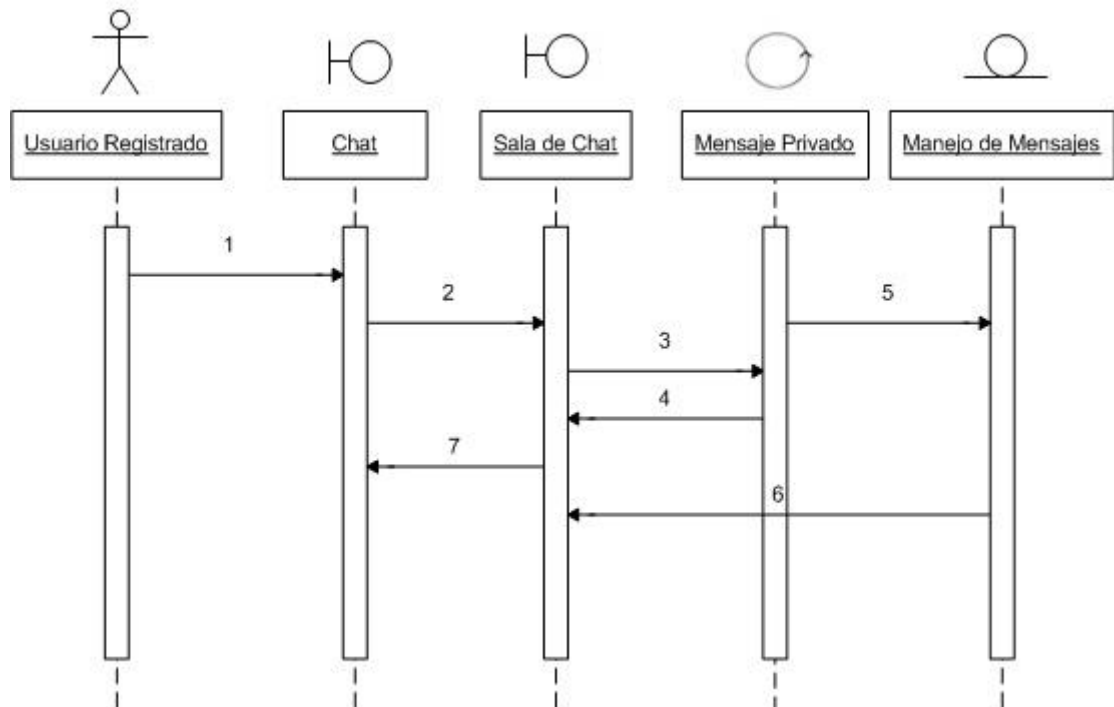 Usuario Registrado
Chat
Sala de Chat
Mensaje Privado
Manejo de Mensajes
1
2
5
3
4
7
6